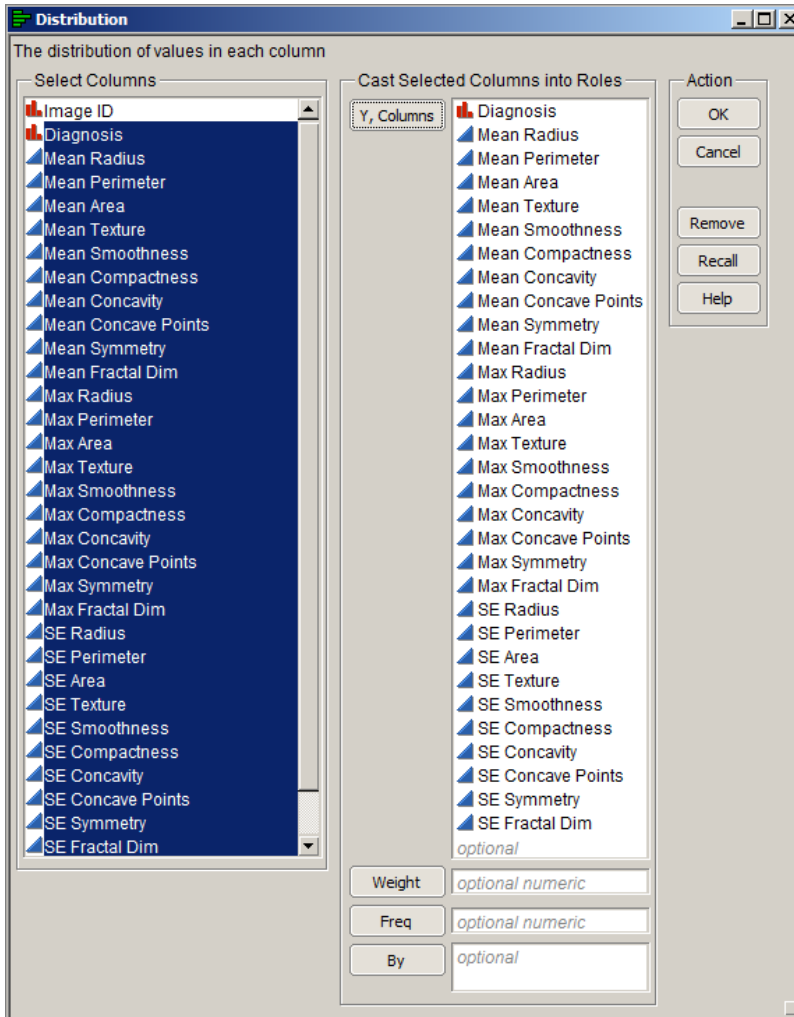 Distribution
The distribution of values in each column
Select Columns
Image ID
Diagnosis
Mean Radius
Mean Perimeter
Mean Area
Mean Texture
Mean Smoothness
Mean Compactness
Mean Concavity
Mean Concave Points
Mean Symmetry
Mean Fractal Dim
Max Radius
Max Perimeter
Max Area
Max Texture
Max Smoothness
Max Compactness
Max Concavity
Max Concave Points
Max Symmetry
Max Fractal Dim
SE Radius
SE Perimeter
SE Area
SE Texture
SE Smoothness
SE Compactness
SE Concavity
SE Concave Points
SE Symmetry
SE Fractal Dim
Cast Selected Columns into Roles
Y, Columns
Diagnosis
Mean Radius
Mean Perimeter
Mean Area
Mean Texture
Mean Smoothness
Mean Compactness
Mean Concavity
Mean Concave Points
Mean Symmetry
Mean Fractal Dim
Max Radius
Max Perimeter
Max Area
Max Texture
Max Smoothness
Max Compactness
Max Concavity
Max Concave Points
Max Symmetry
Max Fractal Dim
SE Radius
SE Perimeter
SE Area
SE Texture
SE Smoothness
SE Compactness
SE Concavity
SE Concave Points
SE Symmetry
SE Fractal Dim
optional
Weight
optional numeric
Freq
optional numeric
By
optional
Action
OK
Cancel
Remove
Recall
Help